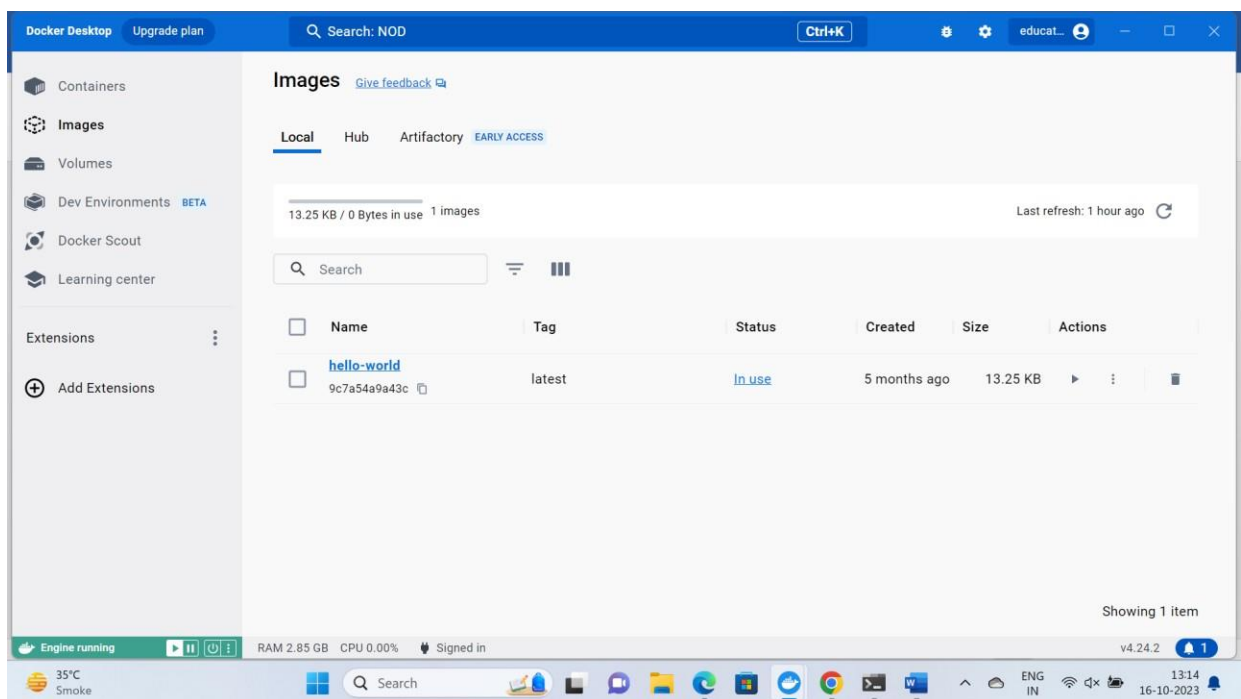 Docker Desktop Upgrade plan Search: NOD Ctrl+K educat...
Containers
Images
Volumes
Dev Environments BETA
Docker Scout
Learning center
Extensions
Add Extensions
Images Give feedback
Local Hub Artifactory EARLY ACCESS
13.25 KB / 0 Bytes in use 1 images Last refresh: 1 hour ago
Search
Name Tag Status Created Size Actions
hello-world
9c7a54a9a43c latest In use 5 months ago 13.25 KB
Showing 1 item
Engine running RAM 2.85 GB CPU 0.00% Signed in v4.24.2 1
35°C
Smoke
Search
ENG
IN
13:14
16-10-2023